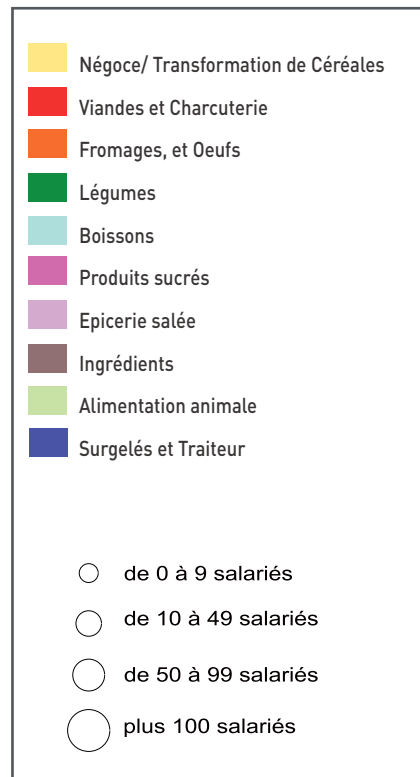 Négoce/ Transformation de Céréales
Viandes et Charcuterie
Fromages, et Oeufs
Légumes
Boissons
Produits sucrés
Epicerie salée
Ingrédients
Alimentation animale
Surgelés et Traiteur
de 0 à 9 salariés
de 10 à 49 salariés
de 50 à 99 salariés
plus 100 salariés